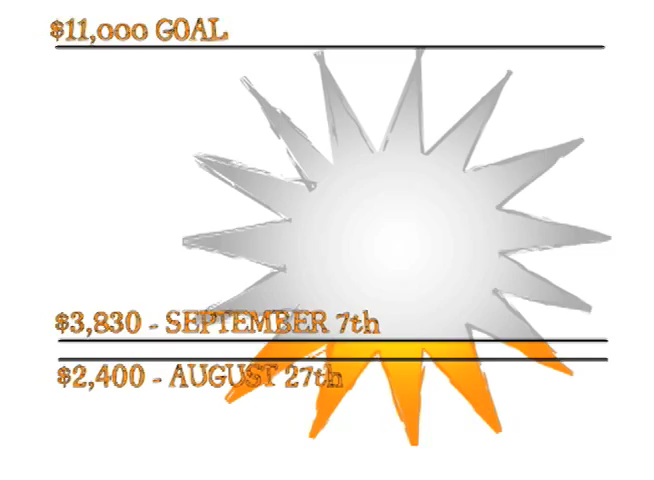 $11,000 GOAL
$3,830 - SEPTEMBER 7th
$2,400 - AUGUST 27th